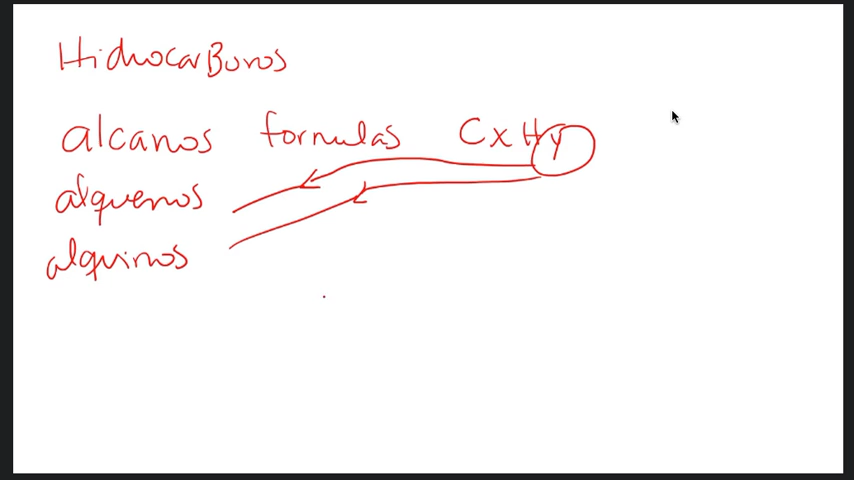 HidrocarBuros
alcanos formulas CxHy
alquenos
alquinos